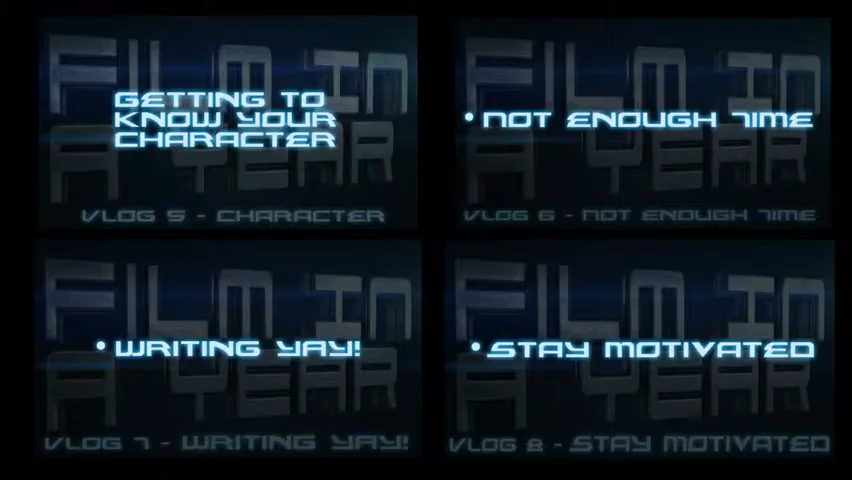 FILM IN
A YEAR
GETTING TO
KNOW YOUR
CHARACTER
VLOG 5 - CHARACTER
FILM IN
A YEAR
• NOT ENOUGH TIME
VLOG 6 - NOT ENOUGH TIME
FILM IN
A YEAR
• WRITING YAY!
VLOG 7 - WRITING YAY!
FILM IN
A YEAR
• STAY MOTIVATED
VLOG 8 - STAY MOTIVATED